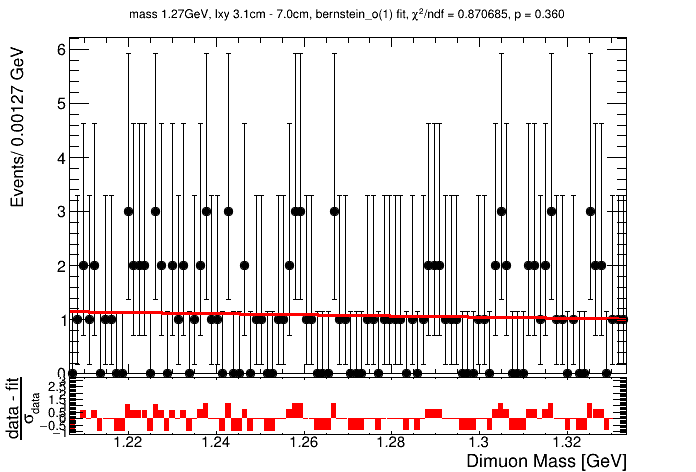 mass 1.27GeV, lxy 3.1cm - 7.0cm, bernstein_o(1) fit, χ²/ndf = 0.870685, p = 0.360
Events/ 0.00127 GeV
6
5
4
3
2
1
0
data - fit
σdata
1.22
1.24
1.26
1.28
1.3
1.32
Dimuon Mass [GeV]